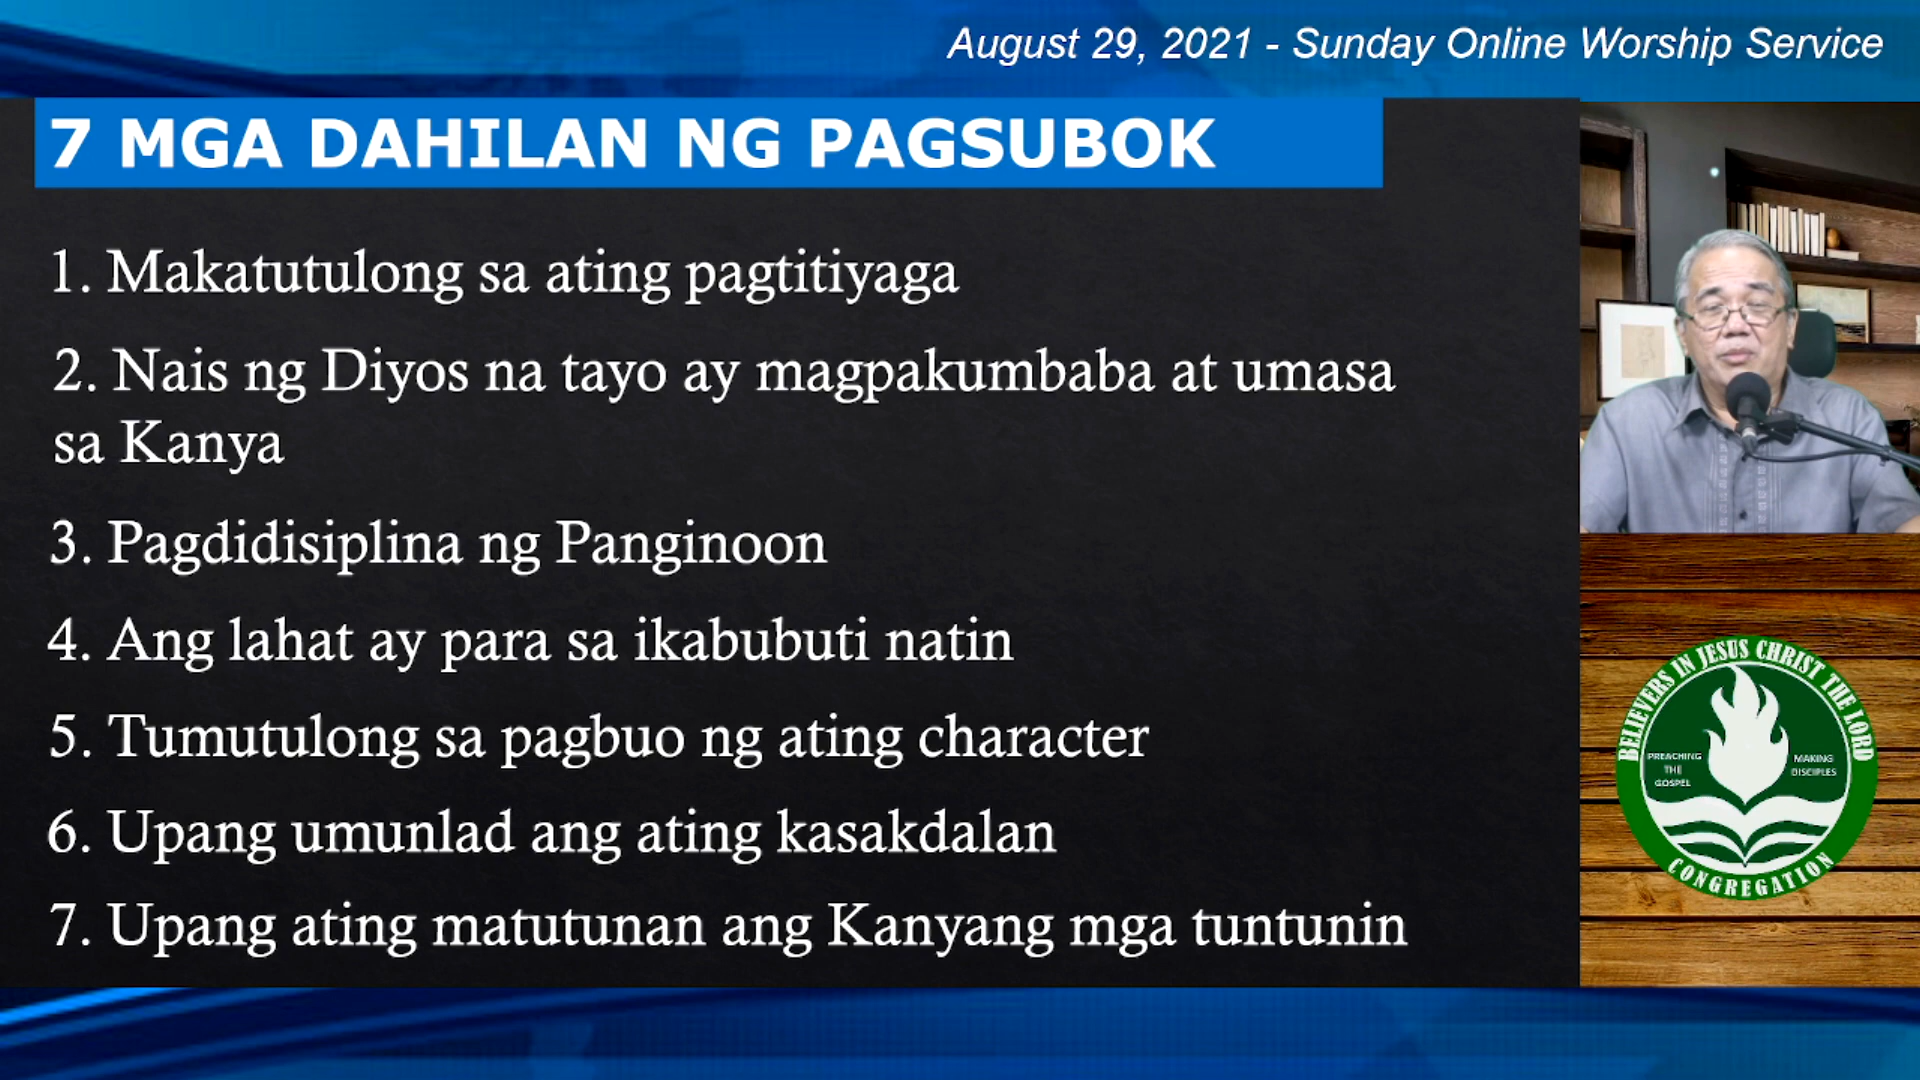 August 29, 2021 - Sunday Online Worship Service
7 MGA DAHILAN NG PAGSUBOK
1. Makatutulong sa ating pagtitiyaga
2. Nais ng Diyos na tayo ay magpakumbaba at umasa
sa Kanya
3. Pagdidisiplina ng Panginoon
4. Ang lahat ay para sa ikabubuti natin
5. Tumutulong sa pagbuo ng ating character
6. Upang umunlad ang ating kasakdalan
7. Upang ating matutunan ang Kanyang mga tuntunin
BELIEVERS IN JESUS CHRIST THE LORD
PREACHING
THE
GOSPEL
MAKING
DISCIPLES
CONGREGATION